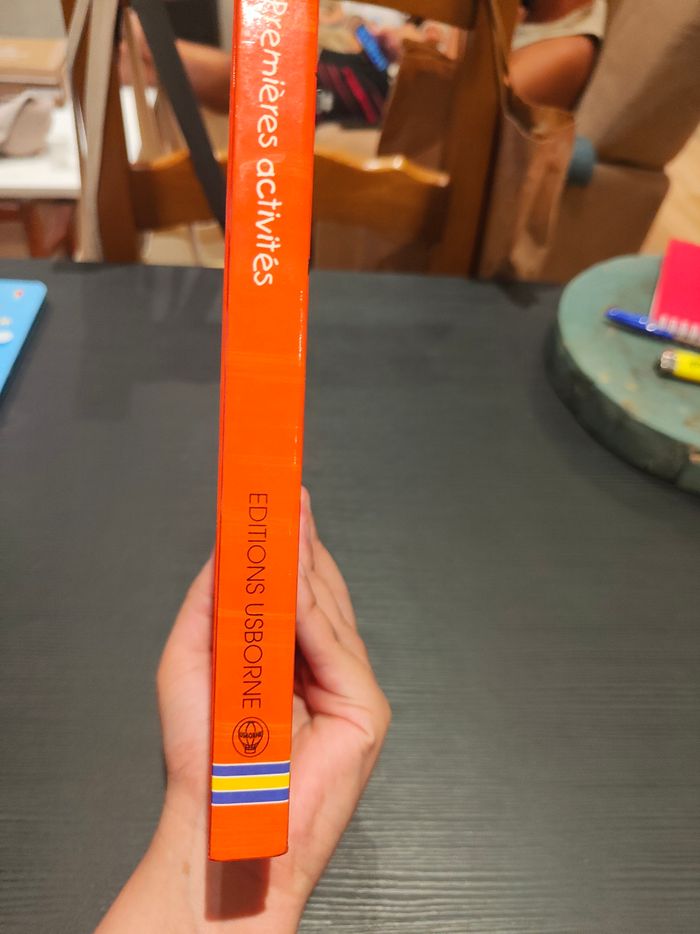 Premières activités
EDITIONS USBORNE
USBORNE